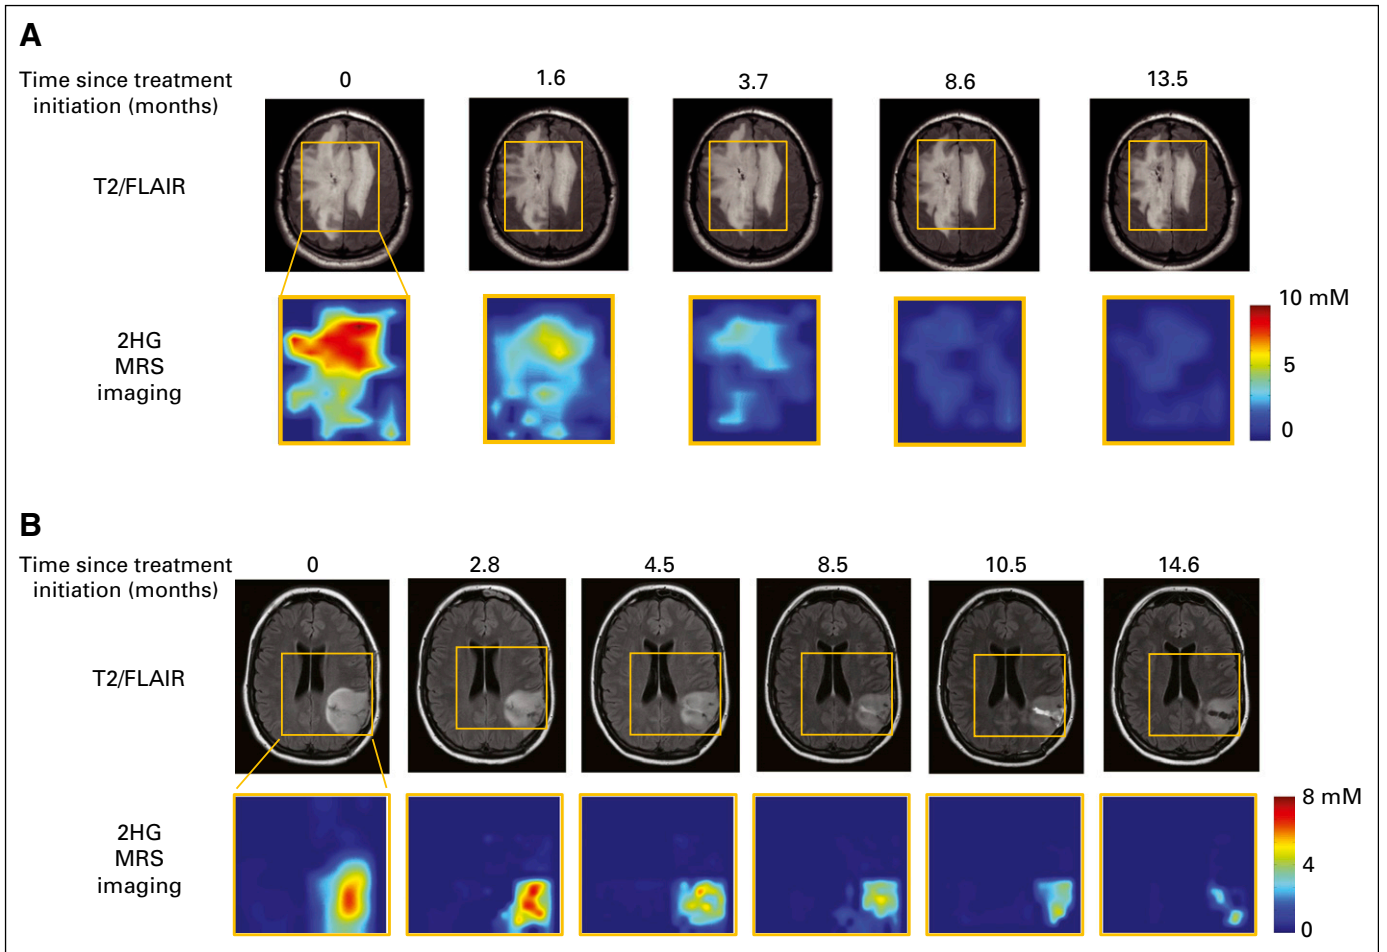 A
Time since treatment
initiation (months)
0
1.6
3.7
8.6
13.5
T2/FLAIR
2HG
MRS
imaging
10 mM
5
0
B
Time since treatment
initiation (months)
0
2.8
4.5
8.5
10.5
14.6
T2/FLAIR
2HG
MRS
imaging
8 mM
4
0